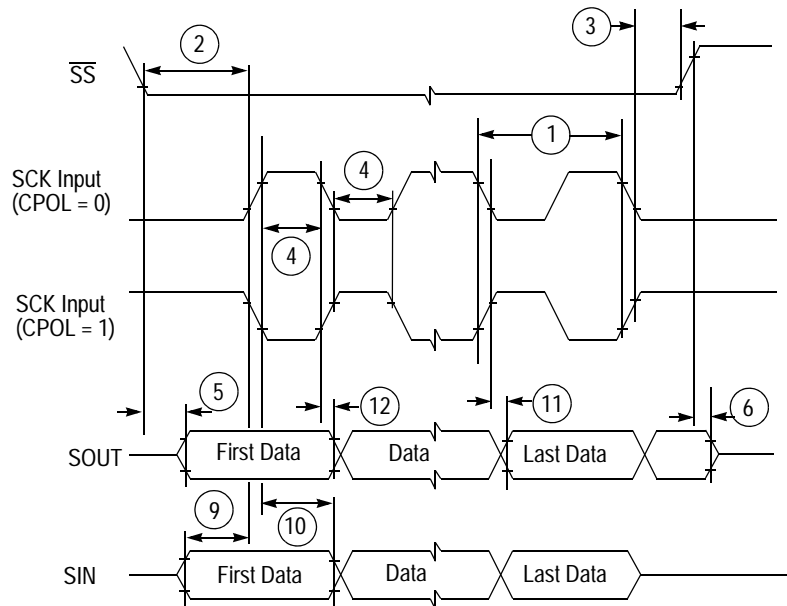 3
2
SS
1
SCK Input
(CPOL = 0)
4
4
SCK Input
(CPOL = 1)
5
12
11
6
SOUT
First Data
Data
Last Data
9
10
SIN
First Data
Data
Last Data